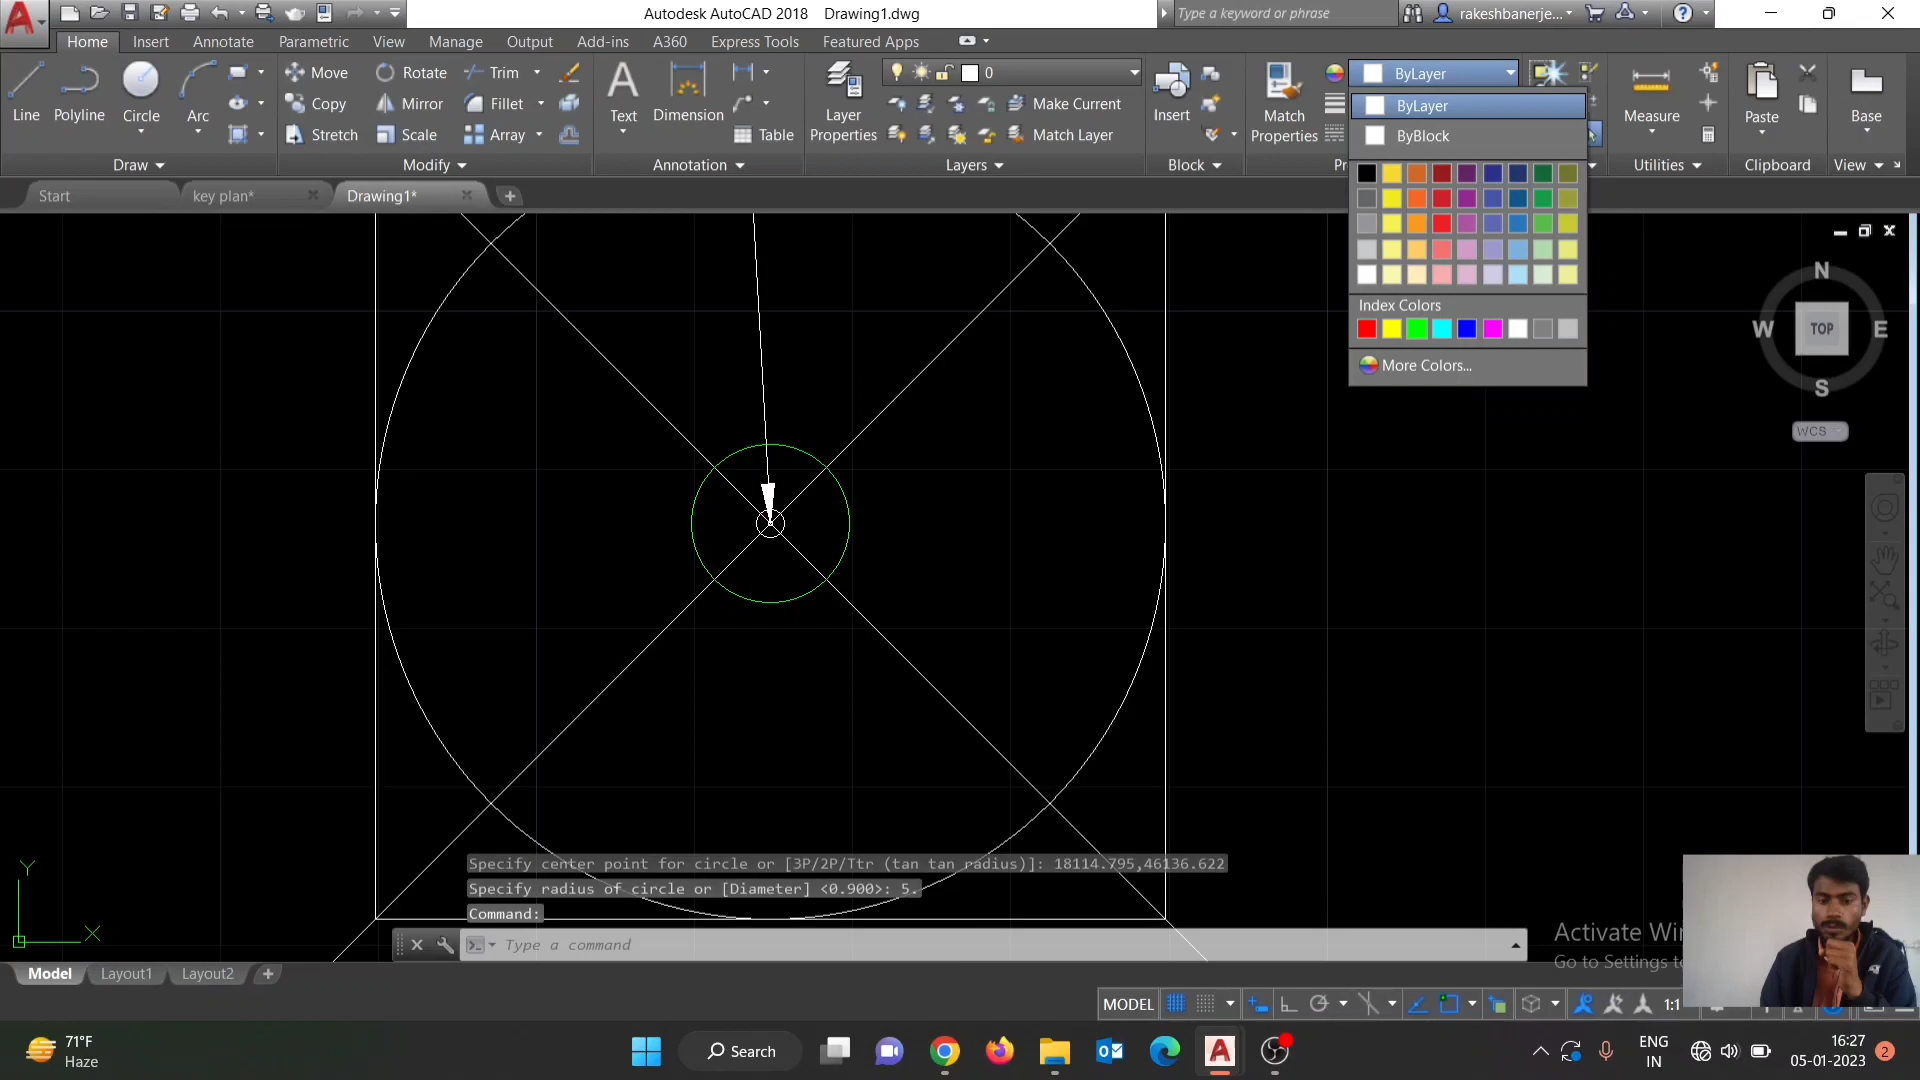 Autodesk AutoCAD 2018 Drawing1.dwg
Type a keyword or phrase
rakeshbanerje...
Home Insert Annotate Parametric View Manage Output Add-ins A360 Express Tools Featured Apps
Line
Polyline
Circle
Arc
Move
Copy
Stretch
Rotate
Mirror
Scale
Trim
Fillet
Array
Text
Dimension
Table
Layer
Properties
0
Make Current
Match Layer
Insert
Match
Properties
ByLayer
Measure
Paste
Base
Draw
Modify
Annotation
Layers
Block
Utilities
Clipboard
View
ByLayer
ByBlock
Index Colors
More Colors...
Start
key plan*
Drawing1*
N
W
TOP
E
S
WCS
Y
X
Specify center point for circle or [3P/2P/Ttr (tan tan radius)]: 18114.795,46136.622
Specify radius of circle or [Diameter] <0.900>: 5.
Command:
Type a command
Model
Layout1
Layout2
MODEL
1:1
71°F
Haze
Search
ENG
IN
16:27
05-01-2023
2